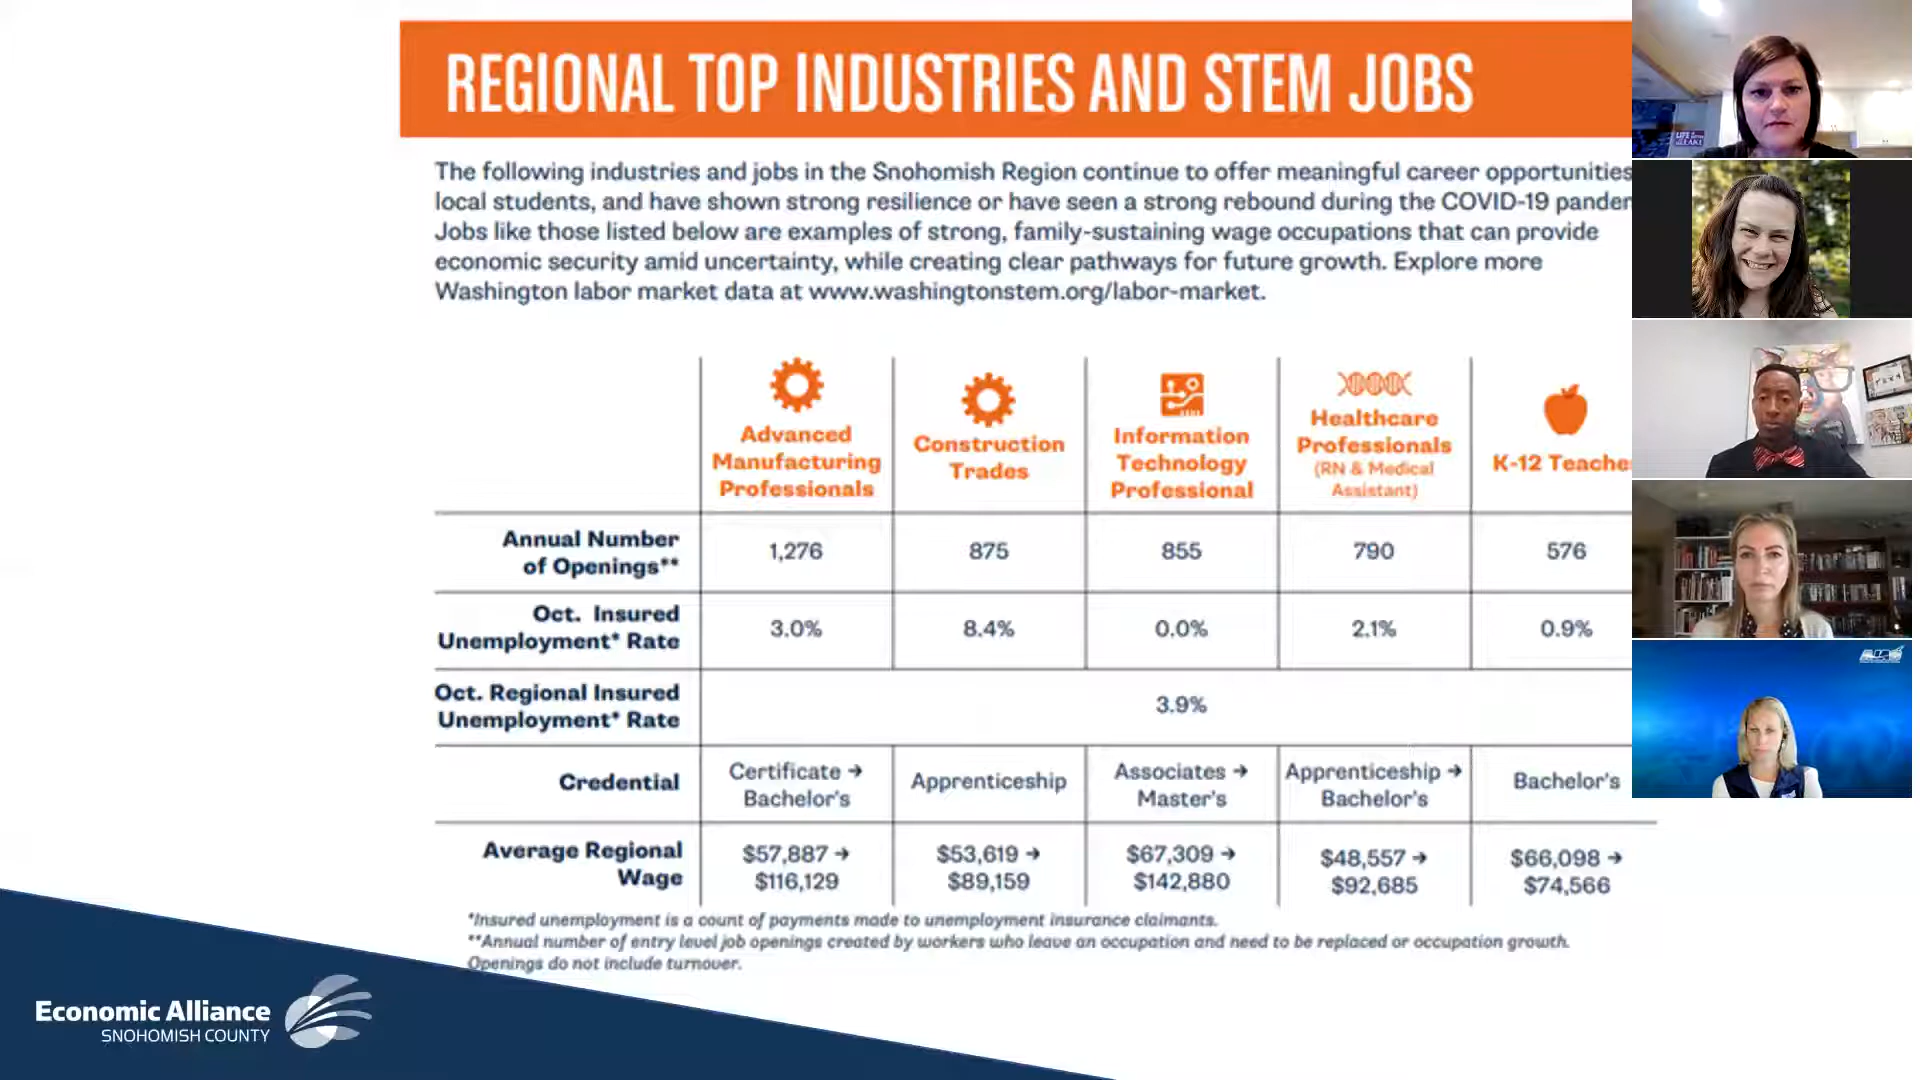 REGIONAL TOP INDUSTRIES AND STEM JOBS
The following industries and jobs in the Snohomish Region continue to offer meaningful career opportunities
local students, and have shown strong resilience or have seen a strong rebound during the COVID-19 pander
Jobs like those listed below are examples of strong, family-sustaining wage occupations that can provide
economic security amid uncertainty, while creating clear pathways for future growth. Explore more
Washington labor market data at www.washingtonstem.org/labor-market.
Advanced
Manufacturing
Professionals
Construction
Trades
Information
Technology
Professional
Healthcare
Professionals
(RN & Medical
Assistant)
K-12 Teache
Annual Number
of Openings**
1,276
875
855
790
576
Oct. Insured
Unemployment* Rate
3.0%
8.4%
0.0%
2.1%
0.9%
Oct. Regional Insured
Unemployment* Rate
3.9%
Credential
Certificate →
Bachelor's
Apprenticeship
Associates →
Master's
Apprenticeship →
Bachelor's
Bachelor's
Average Regional
Wage
$57,887 →
$116,129
$53,619 →
$89,159
$67,309 →
$142,880
$48,557 →
$92,685
$66,098 →
$74,566
*Insured unemployment is a count of payments made to unemployment insurance claimants.
**Annual number of entry level job openings created by workers who leave an occupation and need to be replaced or occupation growth.
Openings do not include turnover.
Economic Alliance
SNOHOMISH COUNTY
LIFE
LAKE